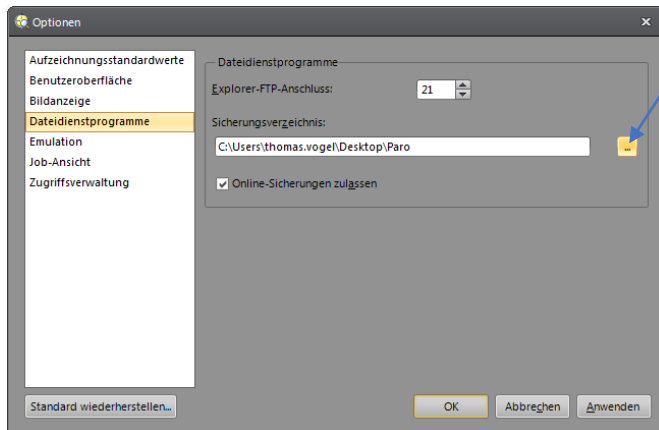 Optionen
Aufzeichnungsstandardwerte
Benutzeroberfläche
Bildanzeige
Dateidienstprogramme
Emulation
Job-Ansicht
Zugriffsverwaltung
Dateidienstprogramme
Explorer-FTP-Anschluss: 21
Sicherungsverzeichnis:
C:\Users\thomas.vogel\Desktop\Paro ...
Online-Sicherungen zulassen
Standard wiederherstellen... OK Abbrechen Anwenden